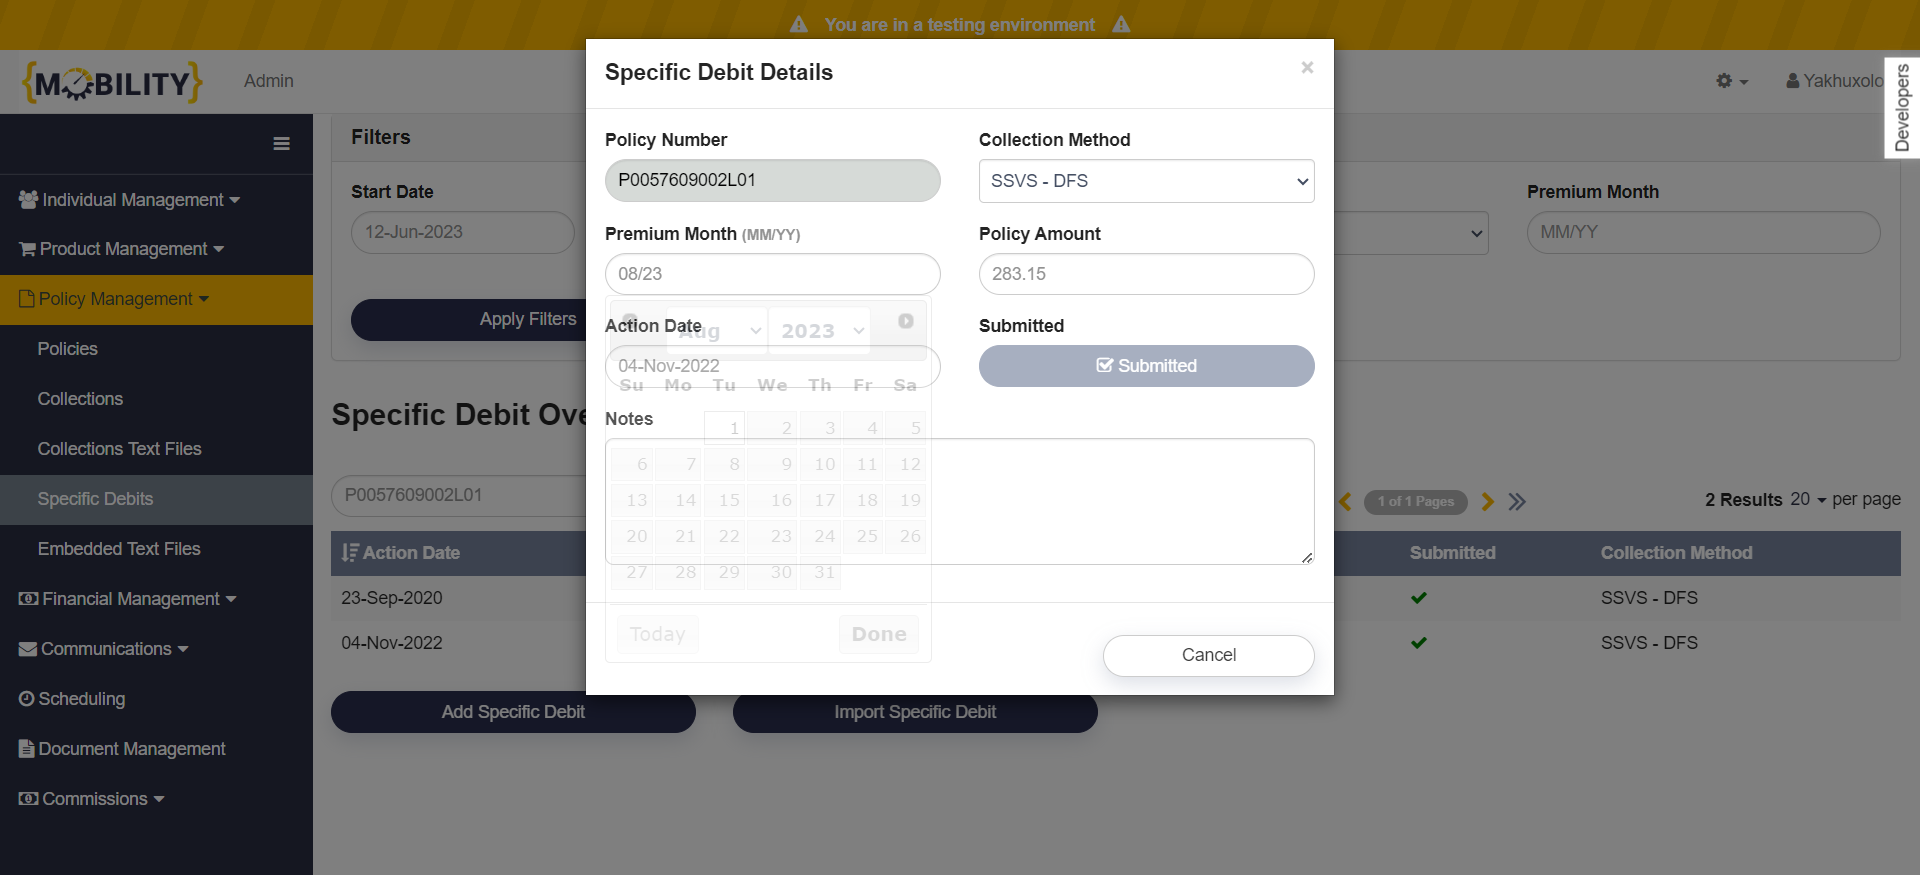 You are in a testing environment
{MOBILITY}
Admin
Yakhuxolo
Developers
Individual Management
Product Management
Policy Management
Policies
Collections
Collections Text Files
Specific Debits
Embedded Text Files
Financial Management
Communications
Scheduling
Document Management
Commissions
Filters
Start Date
12-Jun-2023
Premium Month
MM/YY
Apply Filters
Specific Debit Ove
P0057609002L01
1 of 1 Pages
2 Results 20 per page
Action Date
Submitted
Collection Method
23-Sep-2020
SSVS - DFS
04-Nov-2022
SSVS - DFS
Add Specific Debit
Import Specific Debit
Specific Debit Details
×
Policy Number
Collection Method
P0057609002L01
SSVS - DFS
Premium Month (MM/YY)
Policy Amount
08/23
283.15
Action Date
Submitted
04-Nov-2022
Submitted
Notes
Cancel
Aug 2023
Su Mo Tu We Th Fr Sa
1 2 3 4 5
6 7 8 9 10 11 12
13 14 15 16 17 18 19
20 21 22 23 24 25 26
27 28 29 30 31
Today Done